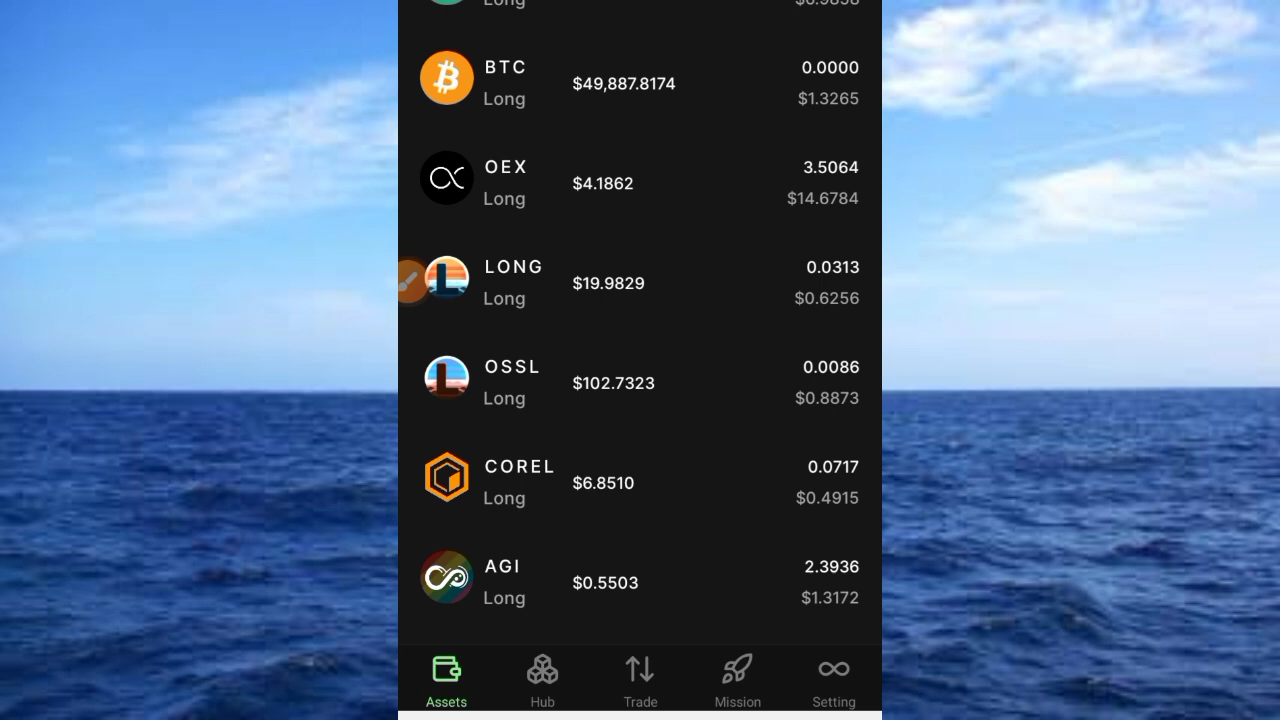 Long
BTC
Long
$49,887.8174
0.0000
$1.3265
OEX
Long
$4.1862
3.5064
$14.6784
LONG
Long
$19.9829
0.0313
$0.6256
OSSL
Long
$102.7323
0.0086
$0.8873
COREL
Long
$6.8510
0.0717
$0.4915
AGI
Long
$0.5503
2.3936
$1.3172
Assets
Hub
Trade
Mission
Setting